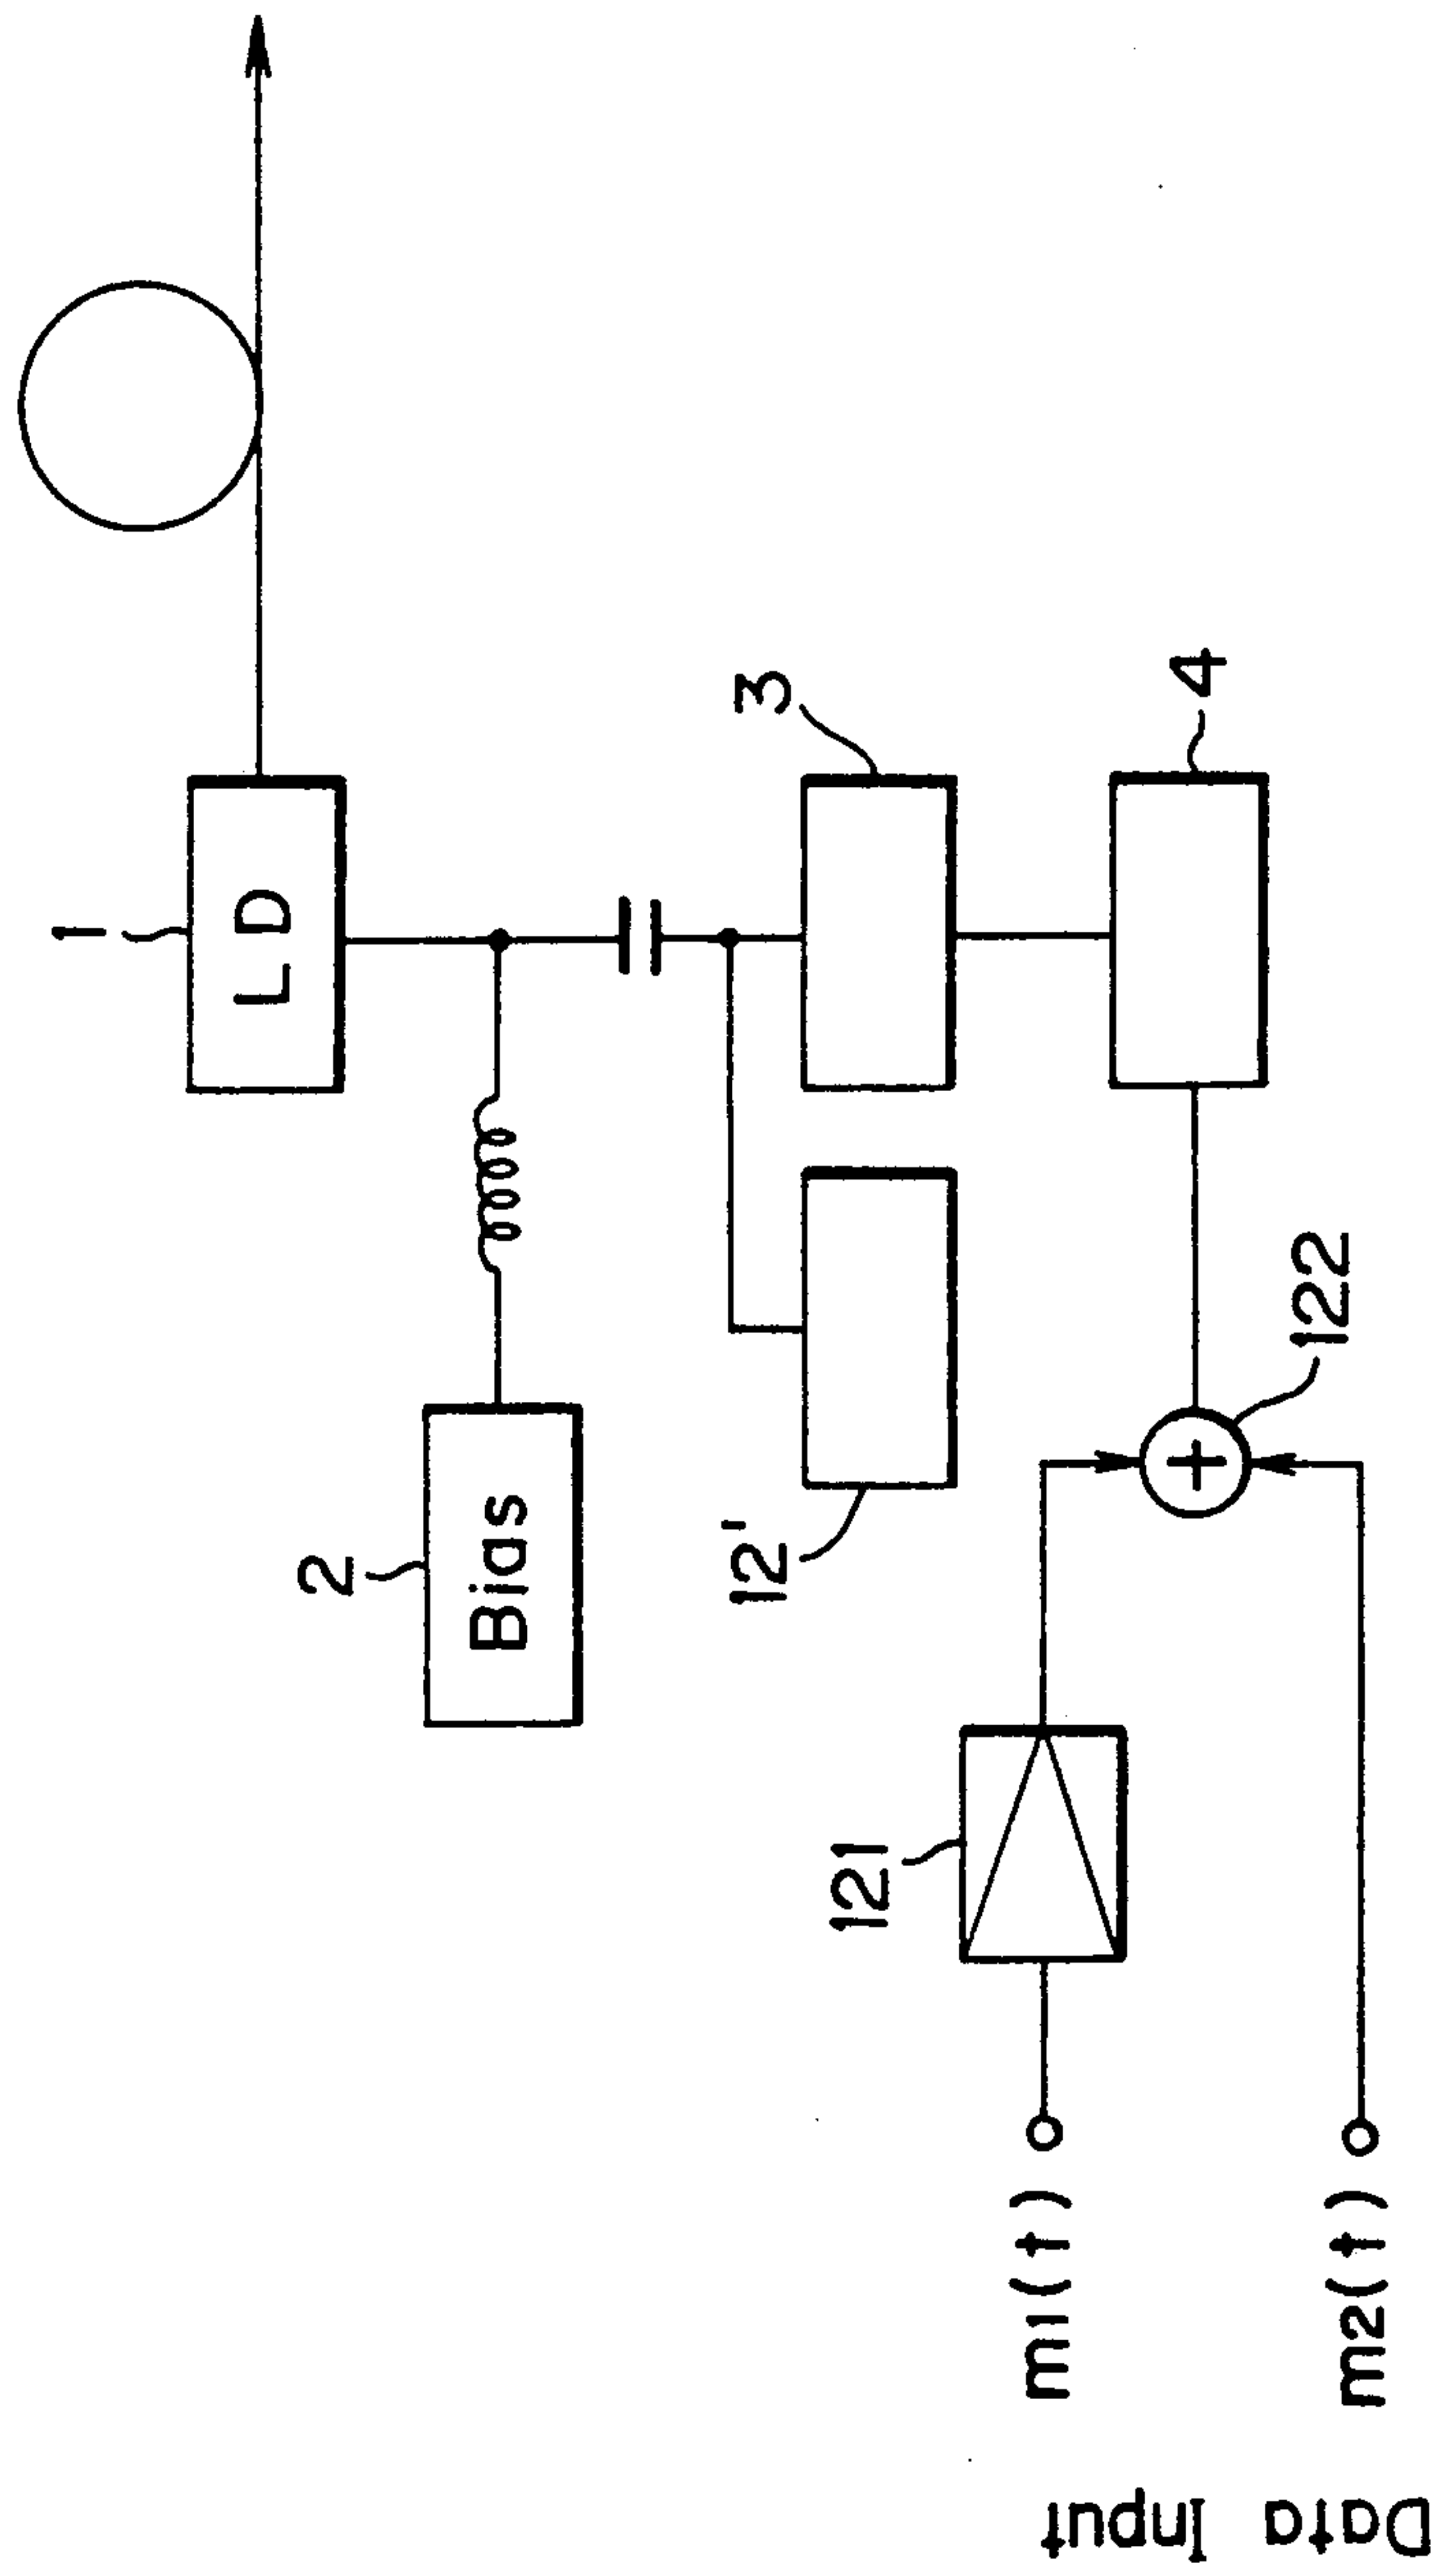 1
LD
2
Bias
3
12'
4
121
122
m1(t)
m2(t)
Data Input